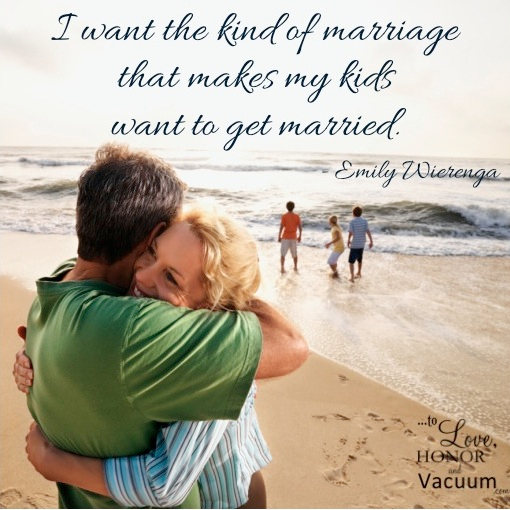 I want the kind of marriage
that makes my kids
want to get married.
- Emily Wierenga
...to
Love,
HONOR
and
Vacuum.com